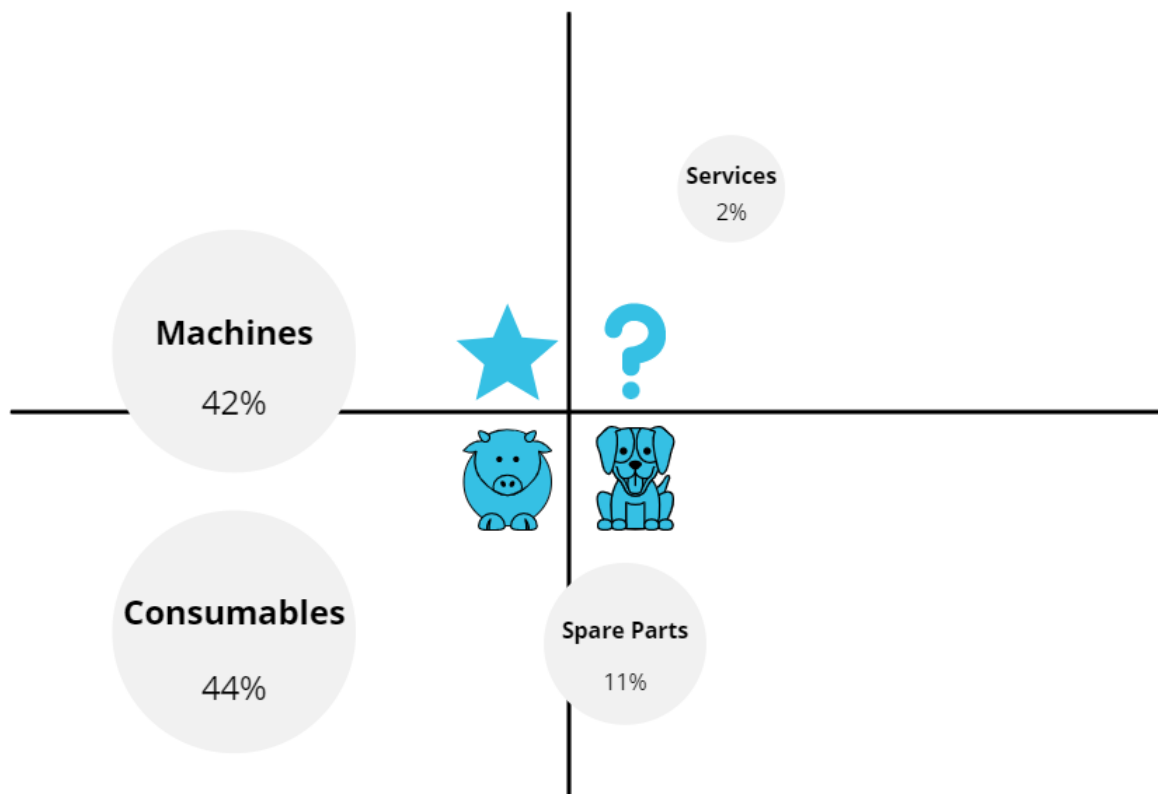 Services
2%
Machines
42%
Consumables
44%
Spare Parts
11%